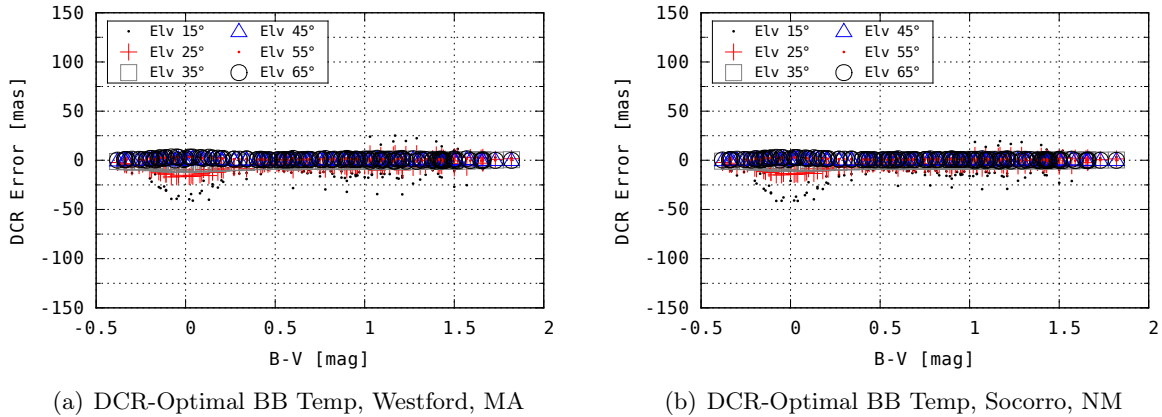 DCR Error [mas]
150
100
50
0
-50
-100
-150
Elv 15° Elv 45°
Elv 25° Elv 55°
Elv 35° Elv 65°
-0.5 0 0.5 1 1.5 2
B-V [mag]
(a) DCR-Optimal BB Temp, Westford, MA
DCR Error [mas]
150
100
50
0
-50
-100
-150
Elv 15° Elv 45°
Elv 25° Elv 55°
Elv 35° Elv 65°
-0.5 0 0.5 1 1.5 2
B-V [mag]
(b) DCR-Optimal BB Temp, Socorro, NM